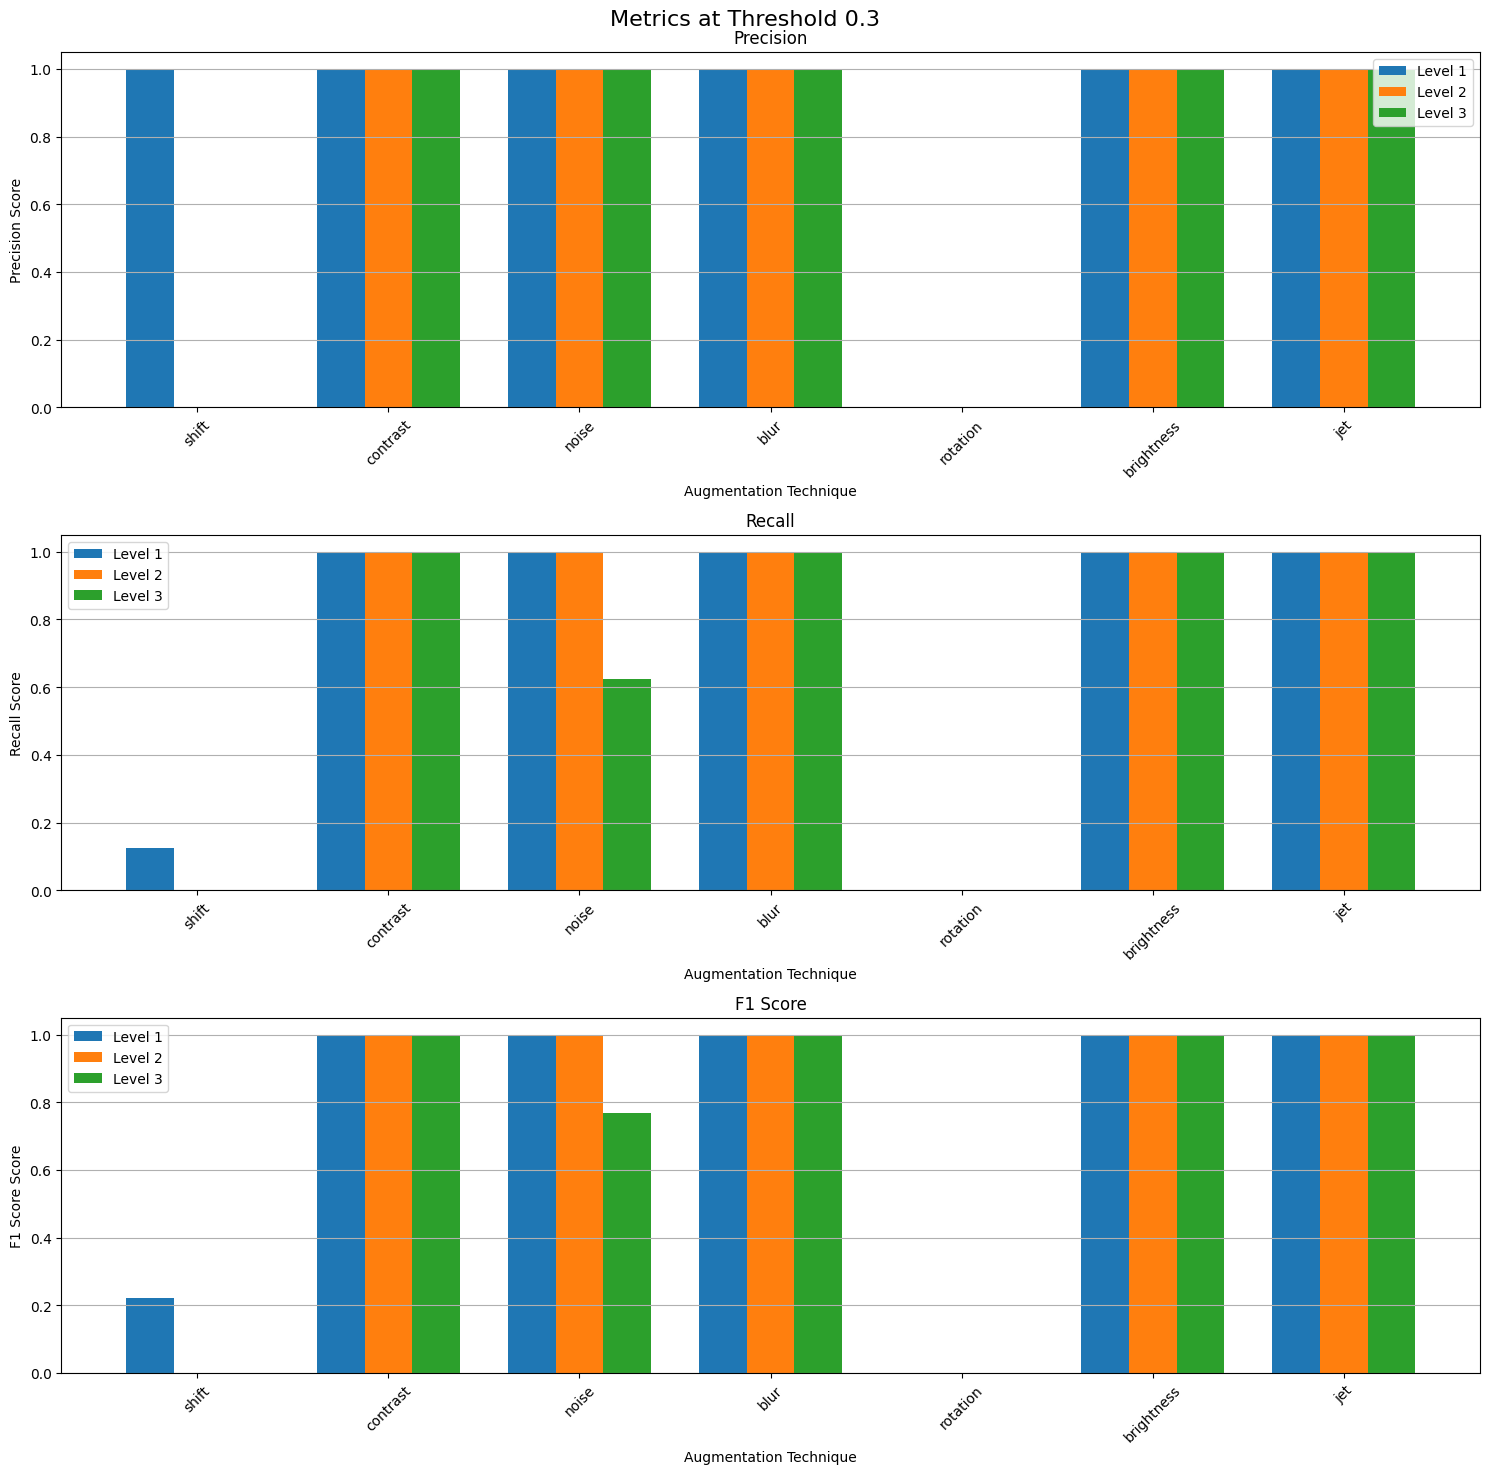 Metrics at Threshold 0.3
Precision
Precision Score
1.0
0.8
0.6
0.4
0.2
0.0
Level 1
Level 2
Level 3
shift
contrast
noise
blur
rotation
brightness
jet
Augmentation Technique
Recall
Recall Score
1.0
0.8
0.6
0.4
0.2
0.0
Level 1
Level 2
Level 3
shift
contrast
noise
blur
rotation
brightness
jet
Augmentation Technique
F1 Score
F1 Score Score
1.0
0.8
0.6
0.4
0.2
0.0
Level 1
Level 2
Level 3
shift
contrast
noise
blur
rotation
brightness
jet
Augmentation Technique